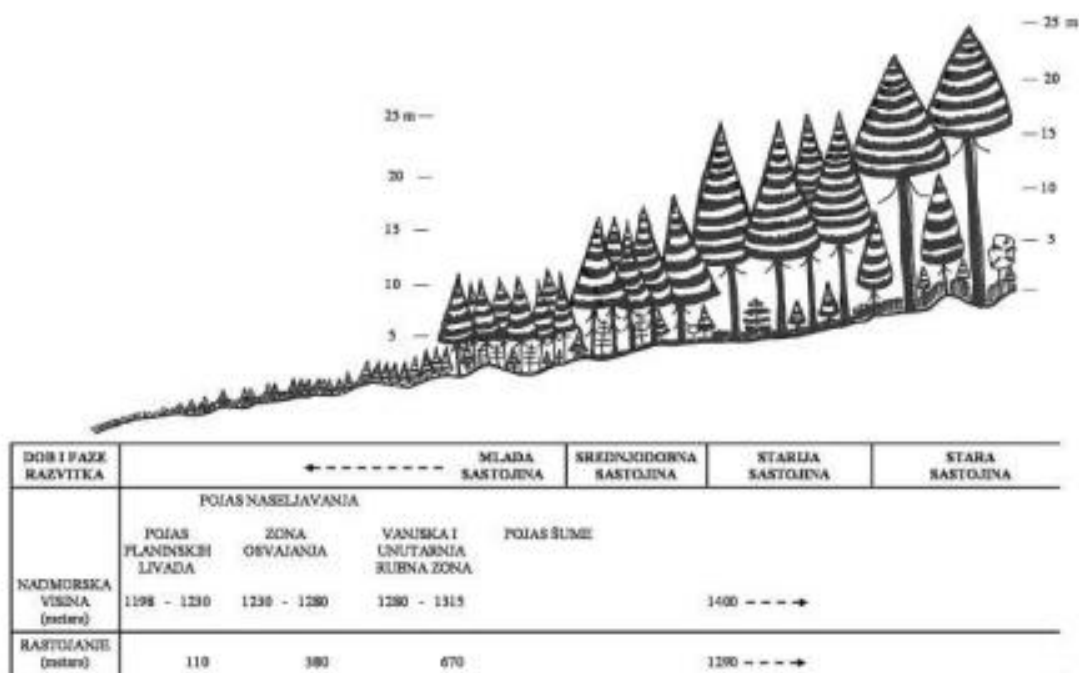 25 m
20
15
10
5
25 m
20
15
10
5
DOB I FAZE
RAZVITKA
MLADA
SASTOJINA
SREDNJODOBNA
SASTOJINA
STARIJA
SASTOJINA
STARA
SASTOJINA
POJAS NASELJAVANJA
POJAS
PLANINSKIH
LIVADA
ZONA
OSVAJANJA
VANJSKA I
UNUTARNJA
RUBNA ZONA
POJAS ŠUME
NADMORSKA
VISINA
(metara)
1198 - 1230
1230 - 1280
1280 - 1315
1400
RASTOJANJE
(metara)
110
380
670
1290